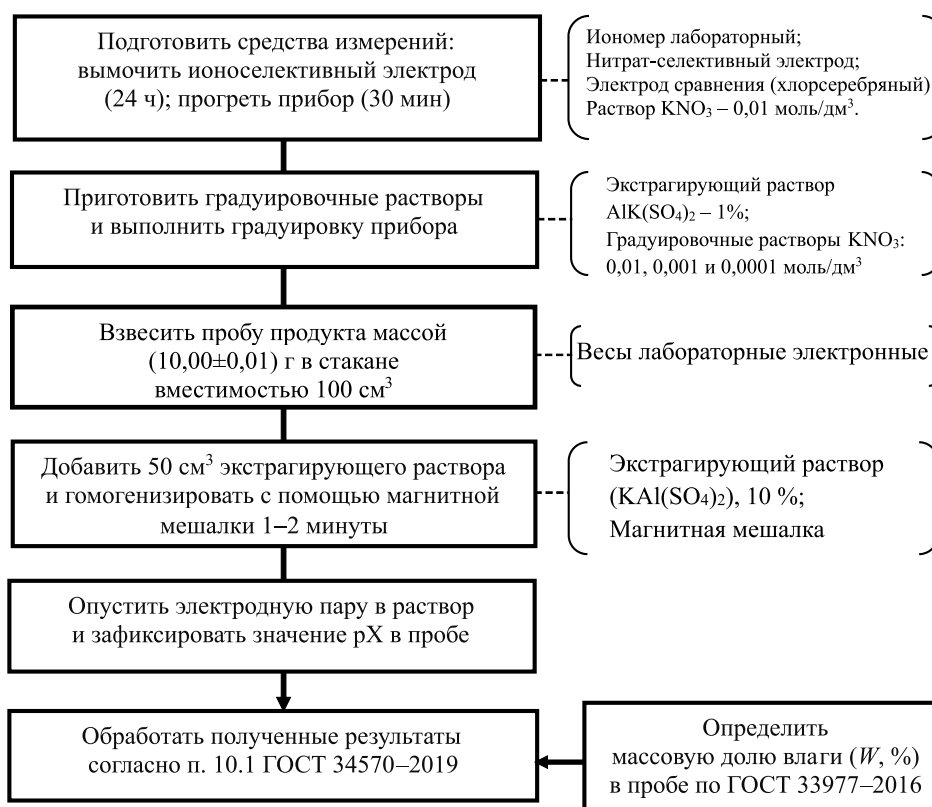 Подготовить средства измерений:
вымочить ионоселективный электрод
(24 ч); прогреть прибор (30 мин)
Иономер лабораторный;
Нитрат-селективный электрод;
Электрод сравнения (хлорсеребряный)
Раствор KNO₃ – 0,01 моль/дм³.
Приготовить градуировочные растворы
и выполнить градуировку прибора
Экстрагирующий раствор
AlK(SO₄)₂ – 1%;
Градуировочные растворы KNO₃:
0,01, 0,001 и 0,0001 моль/дм³
Взвесить пробу продукта массой
(10,00±0,01) г в стакане
вместимостью 100 см³
Весы лабораторные электронные
Добавить 50 см³ экстрагирующего раствора
и гомогенизировать с помощью магнитной
мешалки 1–2 минуты
Экстрагирующий раствор
(KAl(SO₄)₂), 10 %;
Магнитная мешалка
Опустить электродную пару в раствор
и зафиксировать значение pX в пробе
Обработать полученные результаты
согласно п. 10.1 ГОСТ 34570–2019
Определить
массовую долю влаги (W, %)
в пробе по ГОСТ 33977–2016